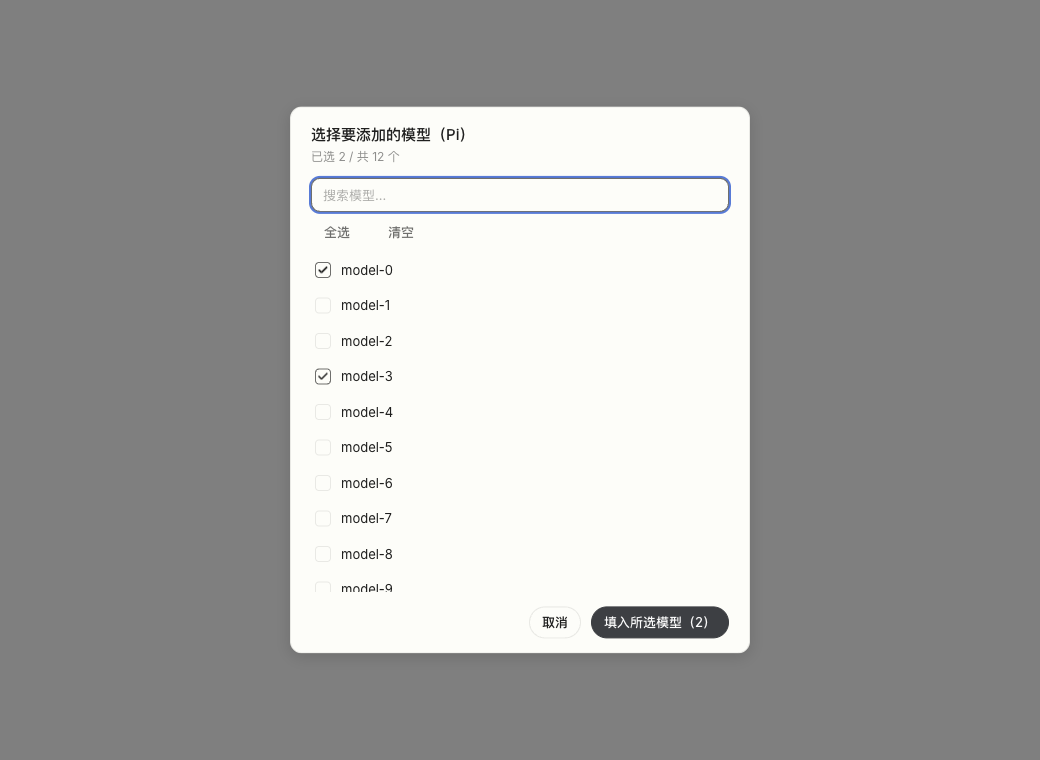 选择要添加的模型（Pi）
已选 2 / 共 12 个
搜索模型...
全选 清空
model-0
model-1
model-2
model-3
model-4
model-5
model-6
model-7
model-8
model-9
取消 填入所选模型（2）